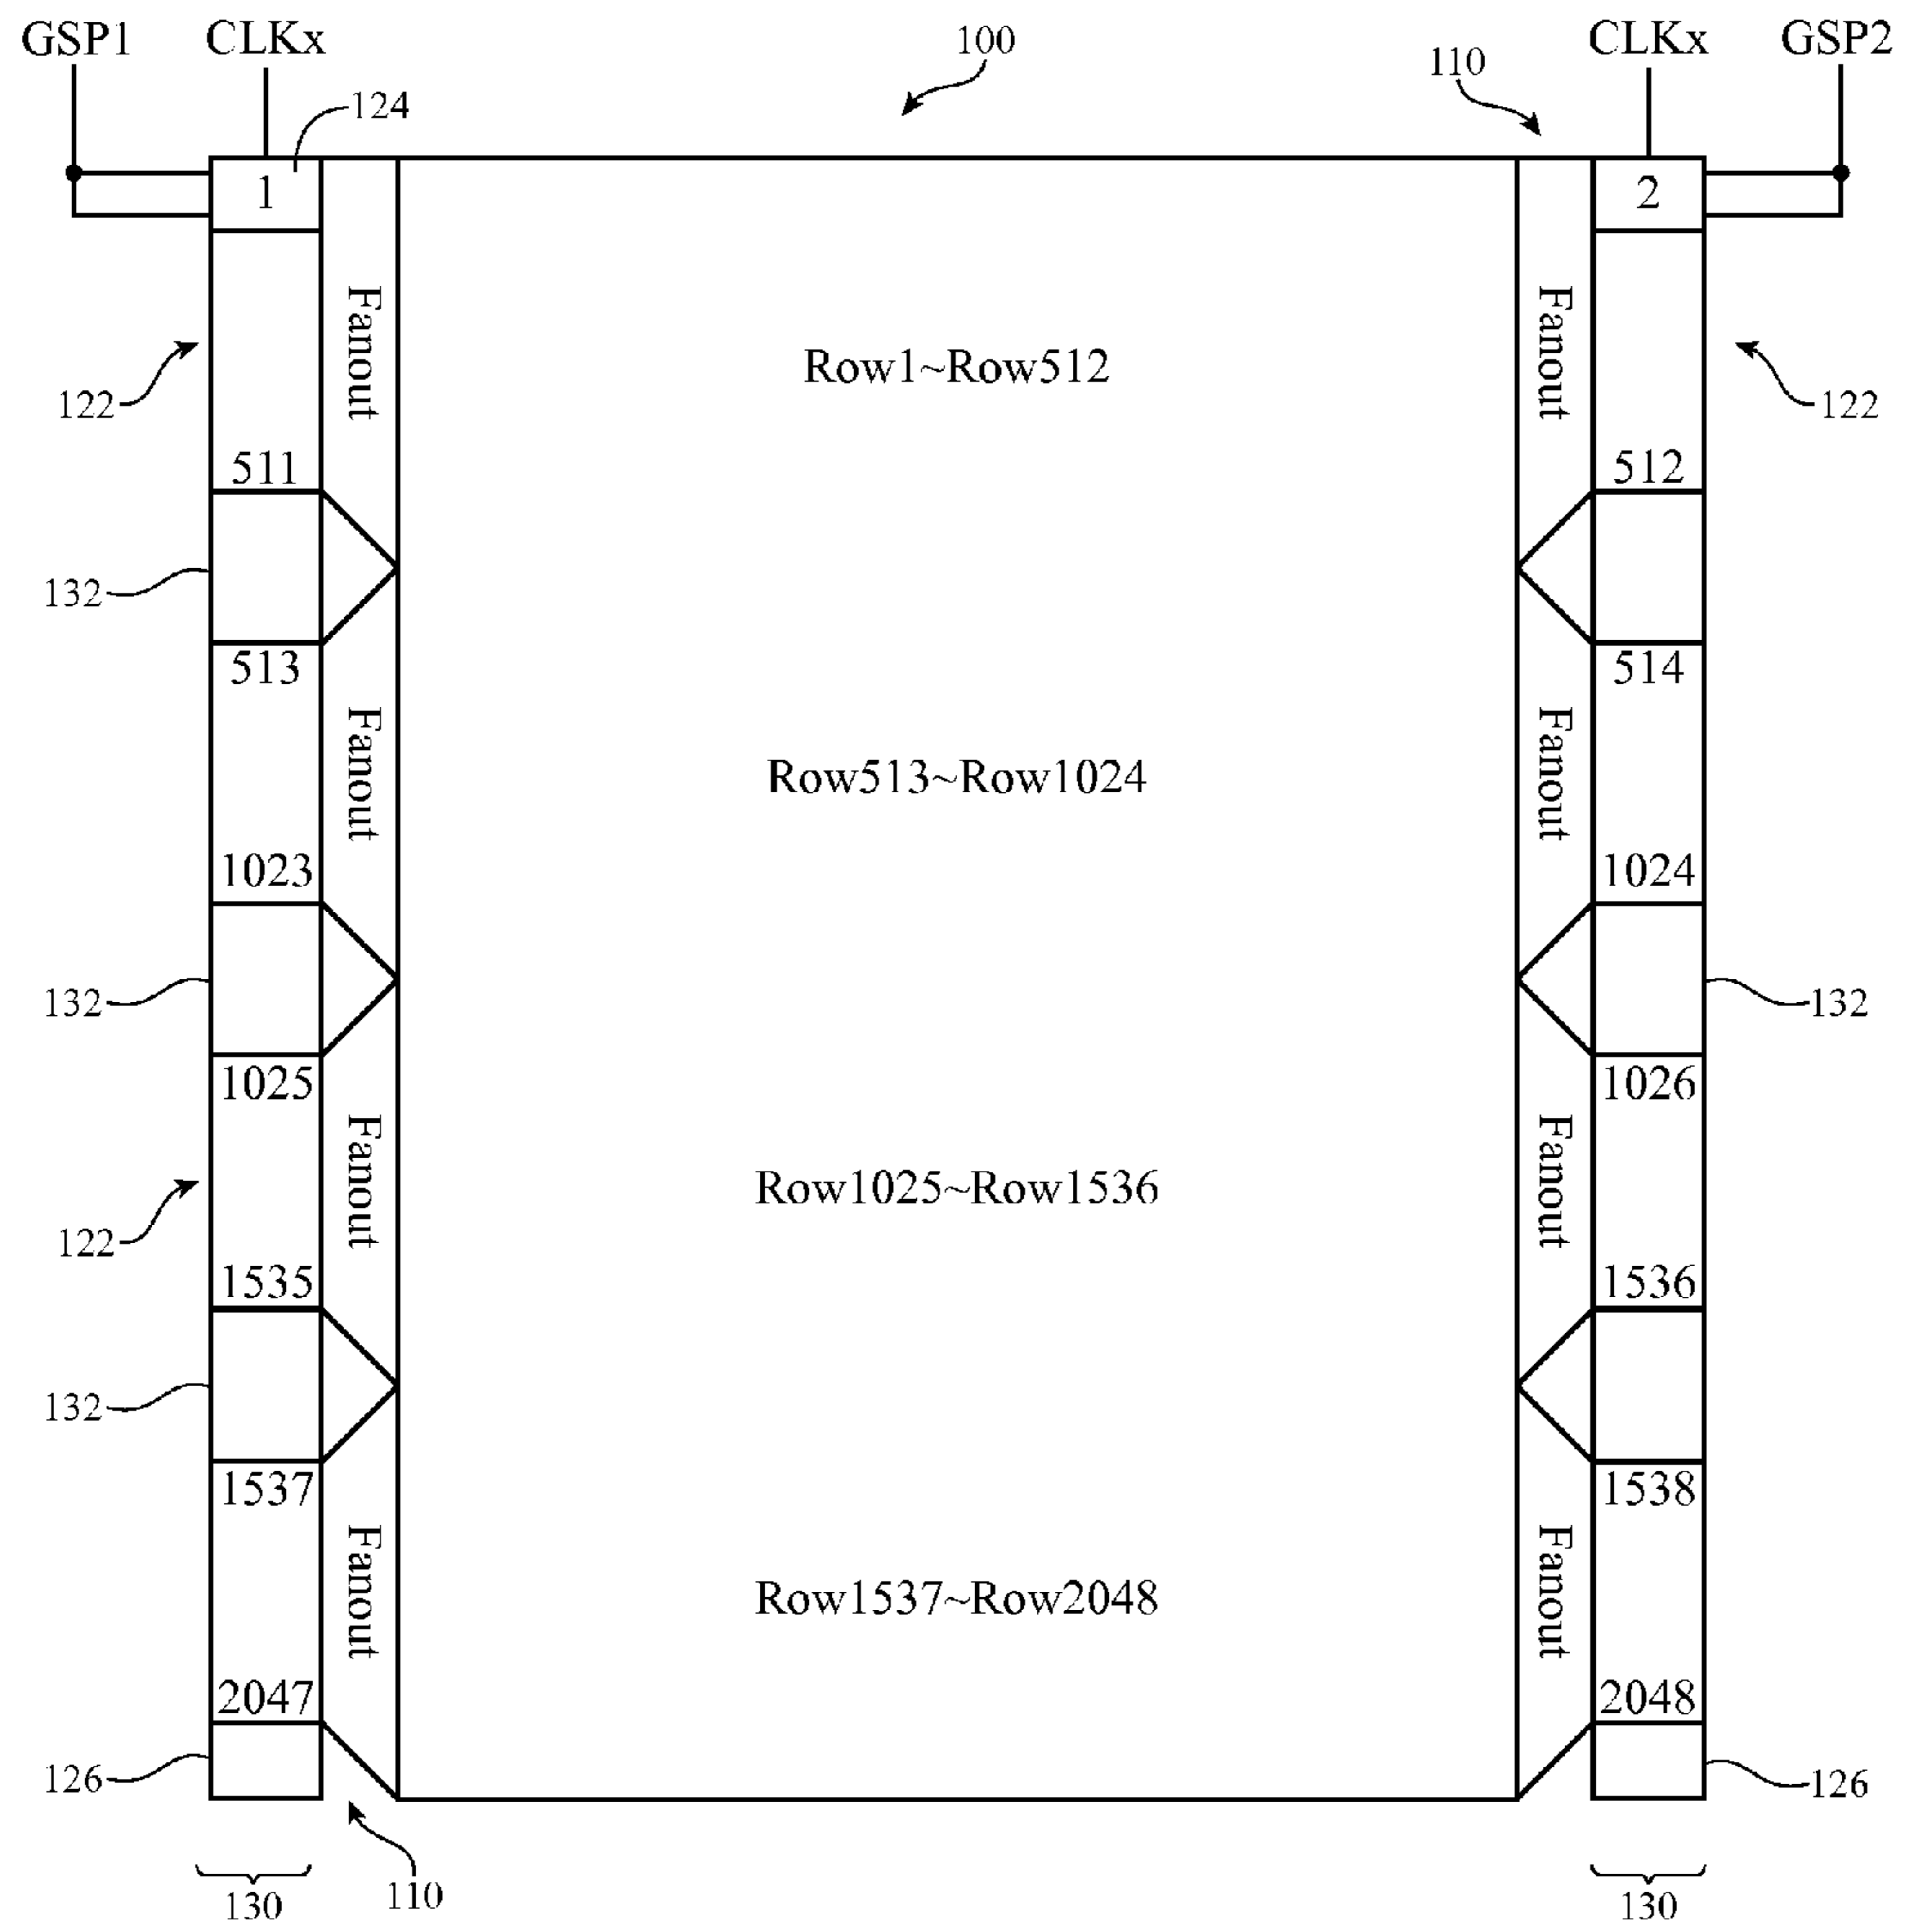 GSP1
CLKx
100
110
CLKx
GSP2
124
1
2
Fanout
Fanout
Row1~Row512
122
122
511
512
132
513
514
Fanout
Fanout
Row513~Row1024
1023
1024
132
132
1025
1026
Fanout
Fanout
Row1025~Row1536
122
1535
1536
132
1537
1538
Fanout
Fanout
Row1537~Row2048
2047
2048
126
126
130
110
130